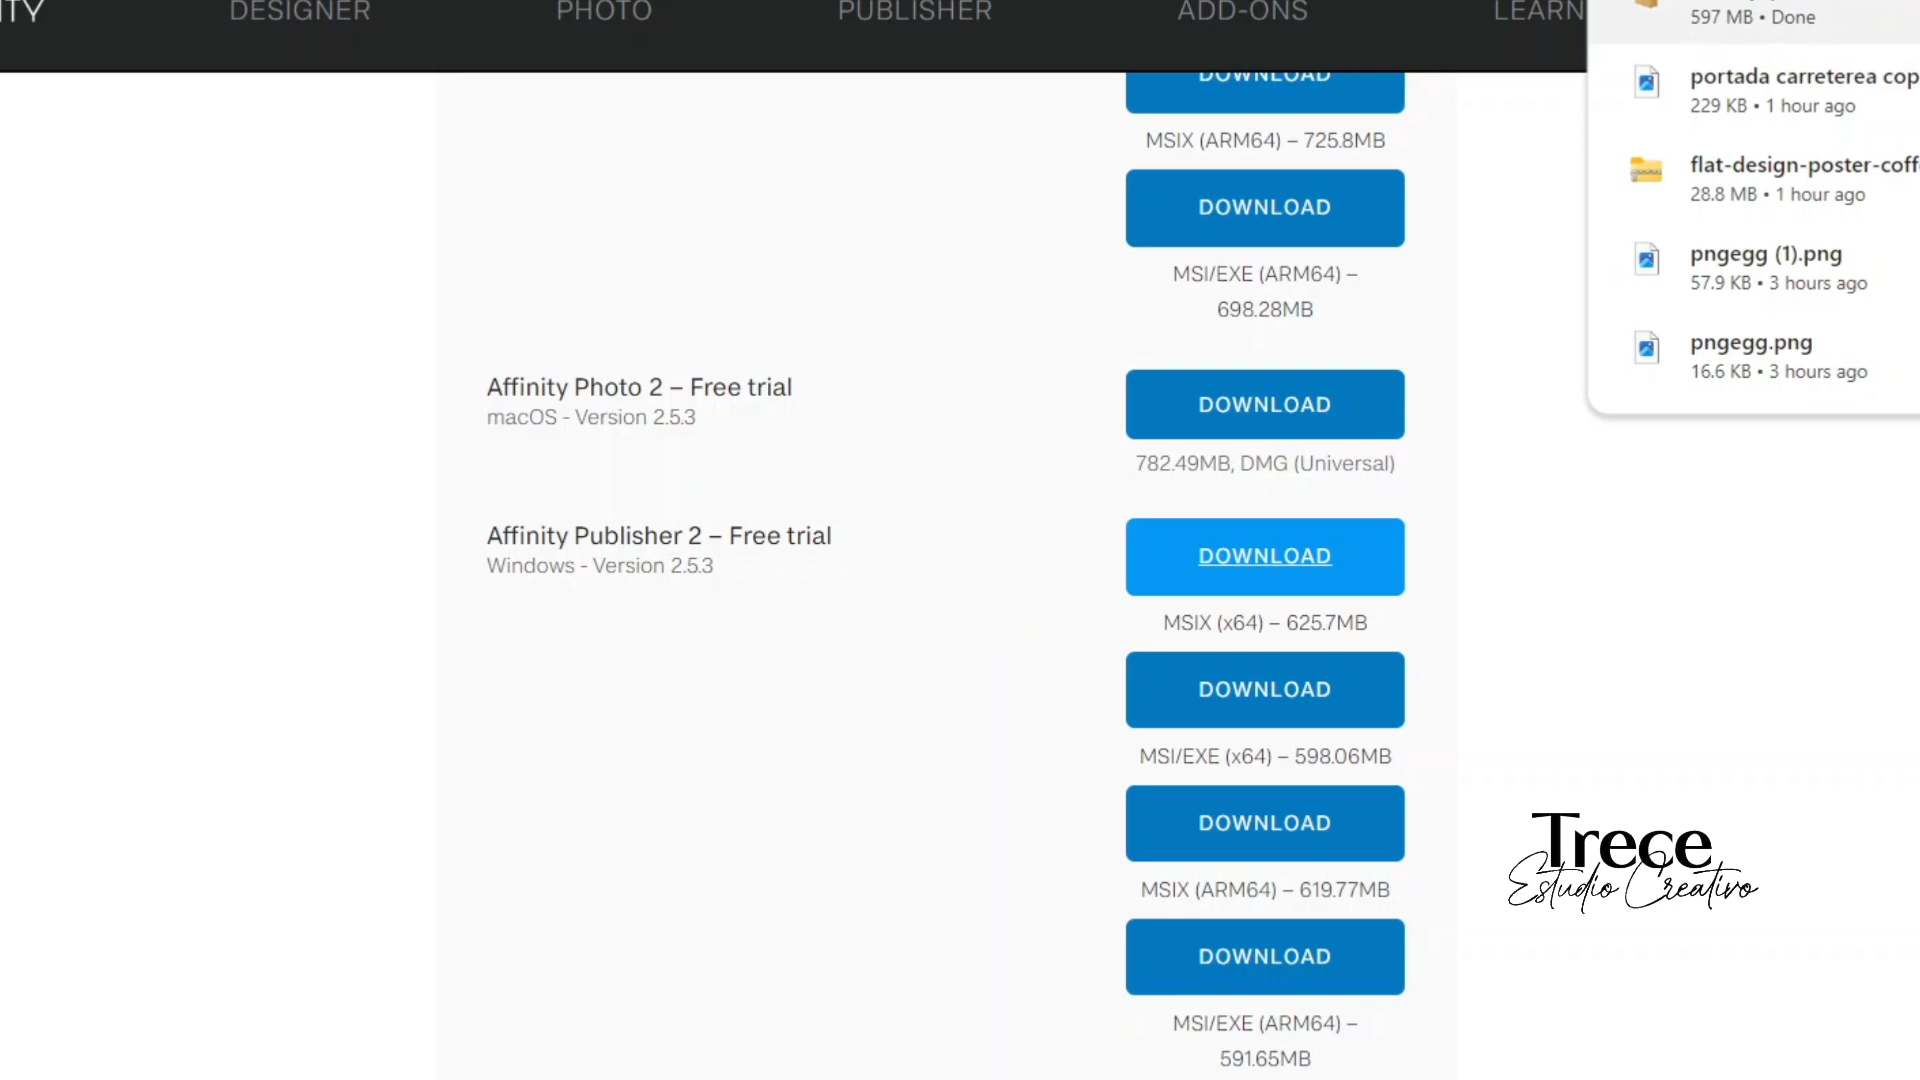 ITY
DESIGNER
PHOTO
PUBLISHER
ADD-ONS
LEARN
DOWNLOAD
MSIX (ARM64) – 725.8MB
DOWNLOAD
MSI/EXE (ARM64) –
698.28MB
Affinity Photo 2 – Free trial
macOS - Version 2.5.3
DOWNLOAD
782.49MB, DMG (Universal)
Affinity Publisher 2 – Free trial
Windows - Version 2.5.3
DOWNLOAD
MSIX (x64) – 625.7MB
DOWNLOAD
MSI/EXE (x64) – 598.06MB
DOWNLOAD
MSIX (ARM64) – 619.77MB
DOWNLOAD
MSI/EXE (ARM64) –
591.65MB
597 MB • Done
portada carreterea cop
229 KB • 1 hour ago
flat-design-poster-coff
28.8 MB • 1 hour ago
pngegg (1).png
57.9 KB • 3 hours ago
pngegg.png
16.6 KB • 3 hours ago
Trece
Estudio Creativo